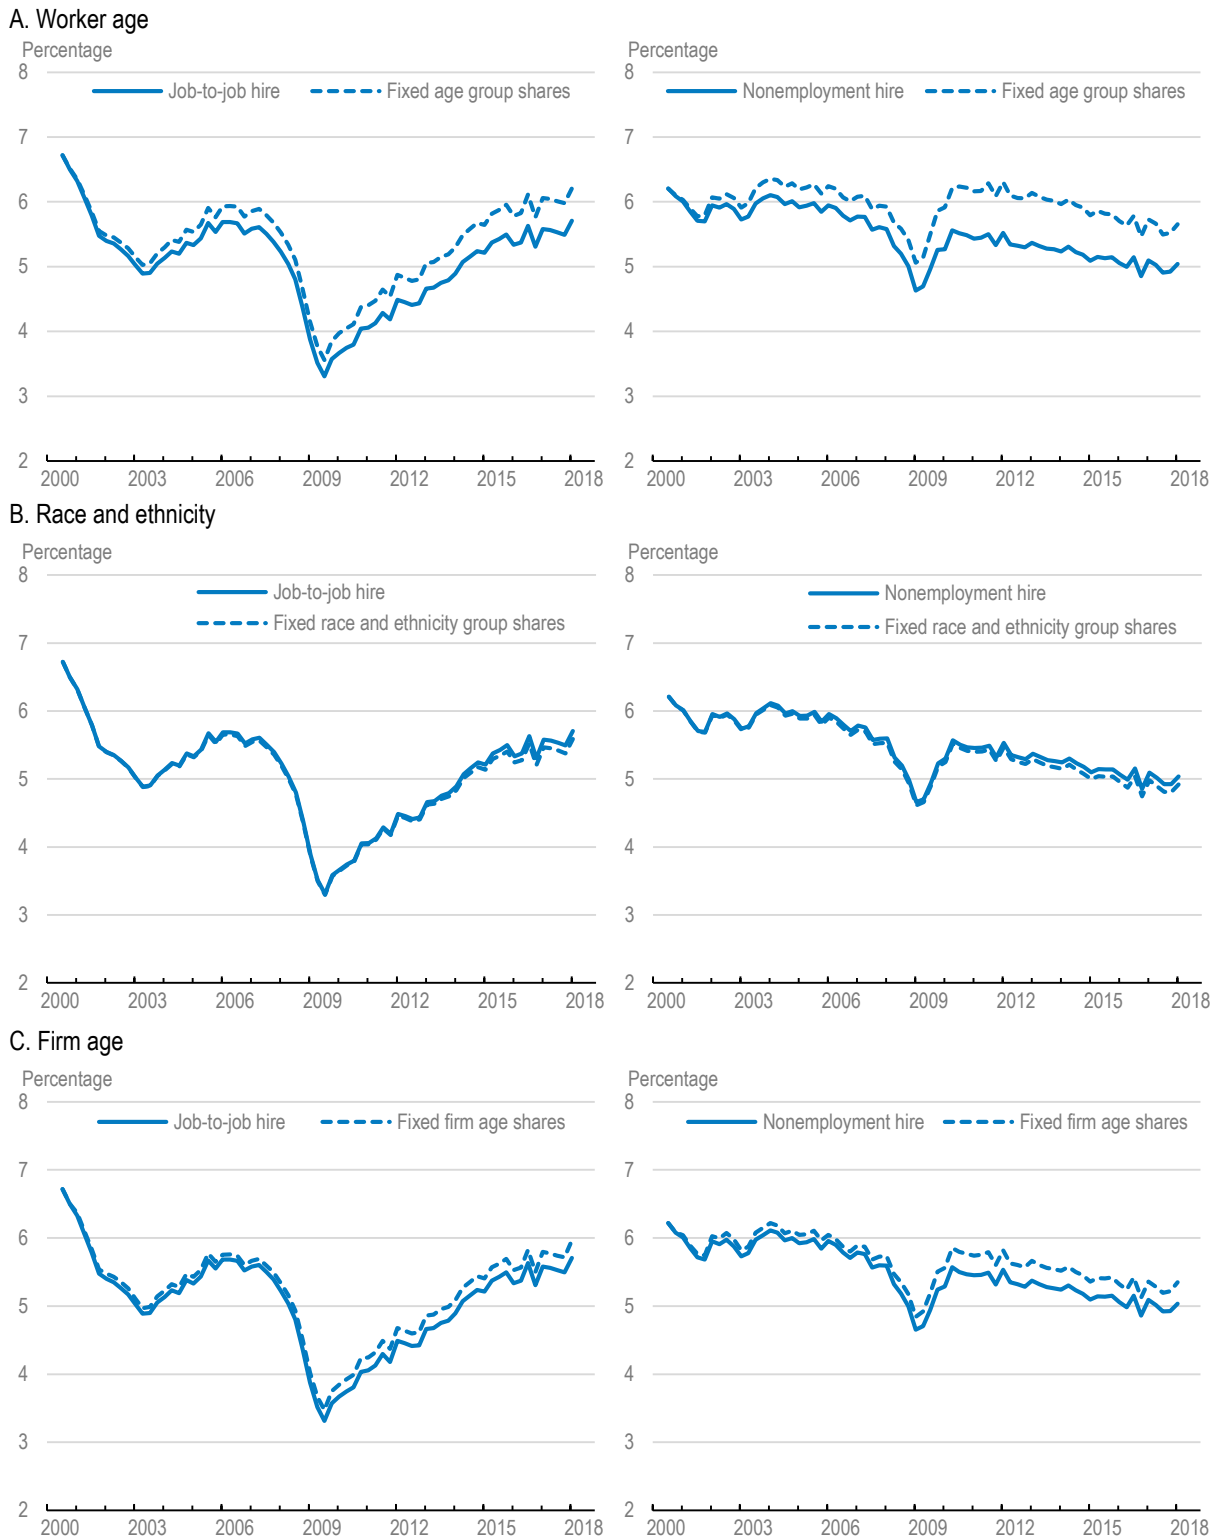 A. Worker age
Percentage
Job-to-job hire
Fixed age group shares
8
7
6
5
4
3
2
2000 2003 2006 2009 2012 2015 2018
Percentage
Nonemployment hire
Fixed age group shares
8
7
6
5
4
3
2
2000 2003 2006 2009 2012 2015 2018
B. Race and ethnicity
Percentage
Job-to-job hire
Fixed race and ethnicity group shares
8
7
6
5
4
3
2
2000 2003 2006 2009 2012 2015 2018
Percentage
Nonemployment hire
Fixed race and ethnicity group shares
8
7
6
5
4
3
2
2000 2003 2006 2009 2012 2015 2018
C. Firm age
Percentage
Job-to-job hire
Fixed firm age shares
8
7
6
5
4
3
2
2000 2003 2006 2009 2012 2015 2018
Percentage
Nonemployment hire
Fixed firm age shares
8
7
6
5
4
3
2
2000 2003 2006 2009 2012 2015 2018